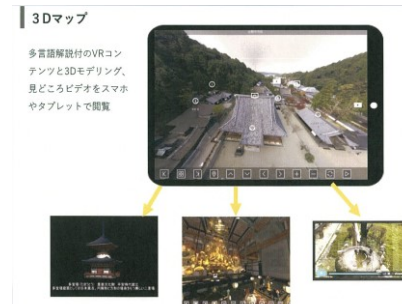 3Dマップ
多言語解説付のVRコン
テンツと3Dモデリング、
見どころビデオをスマホ
やタブレットで閲覧